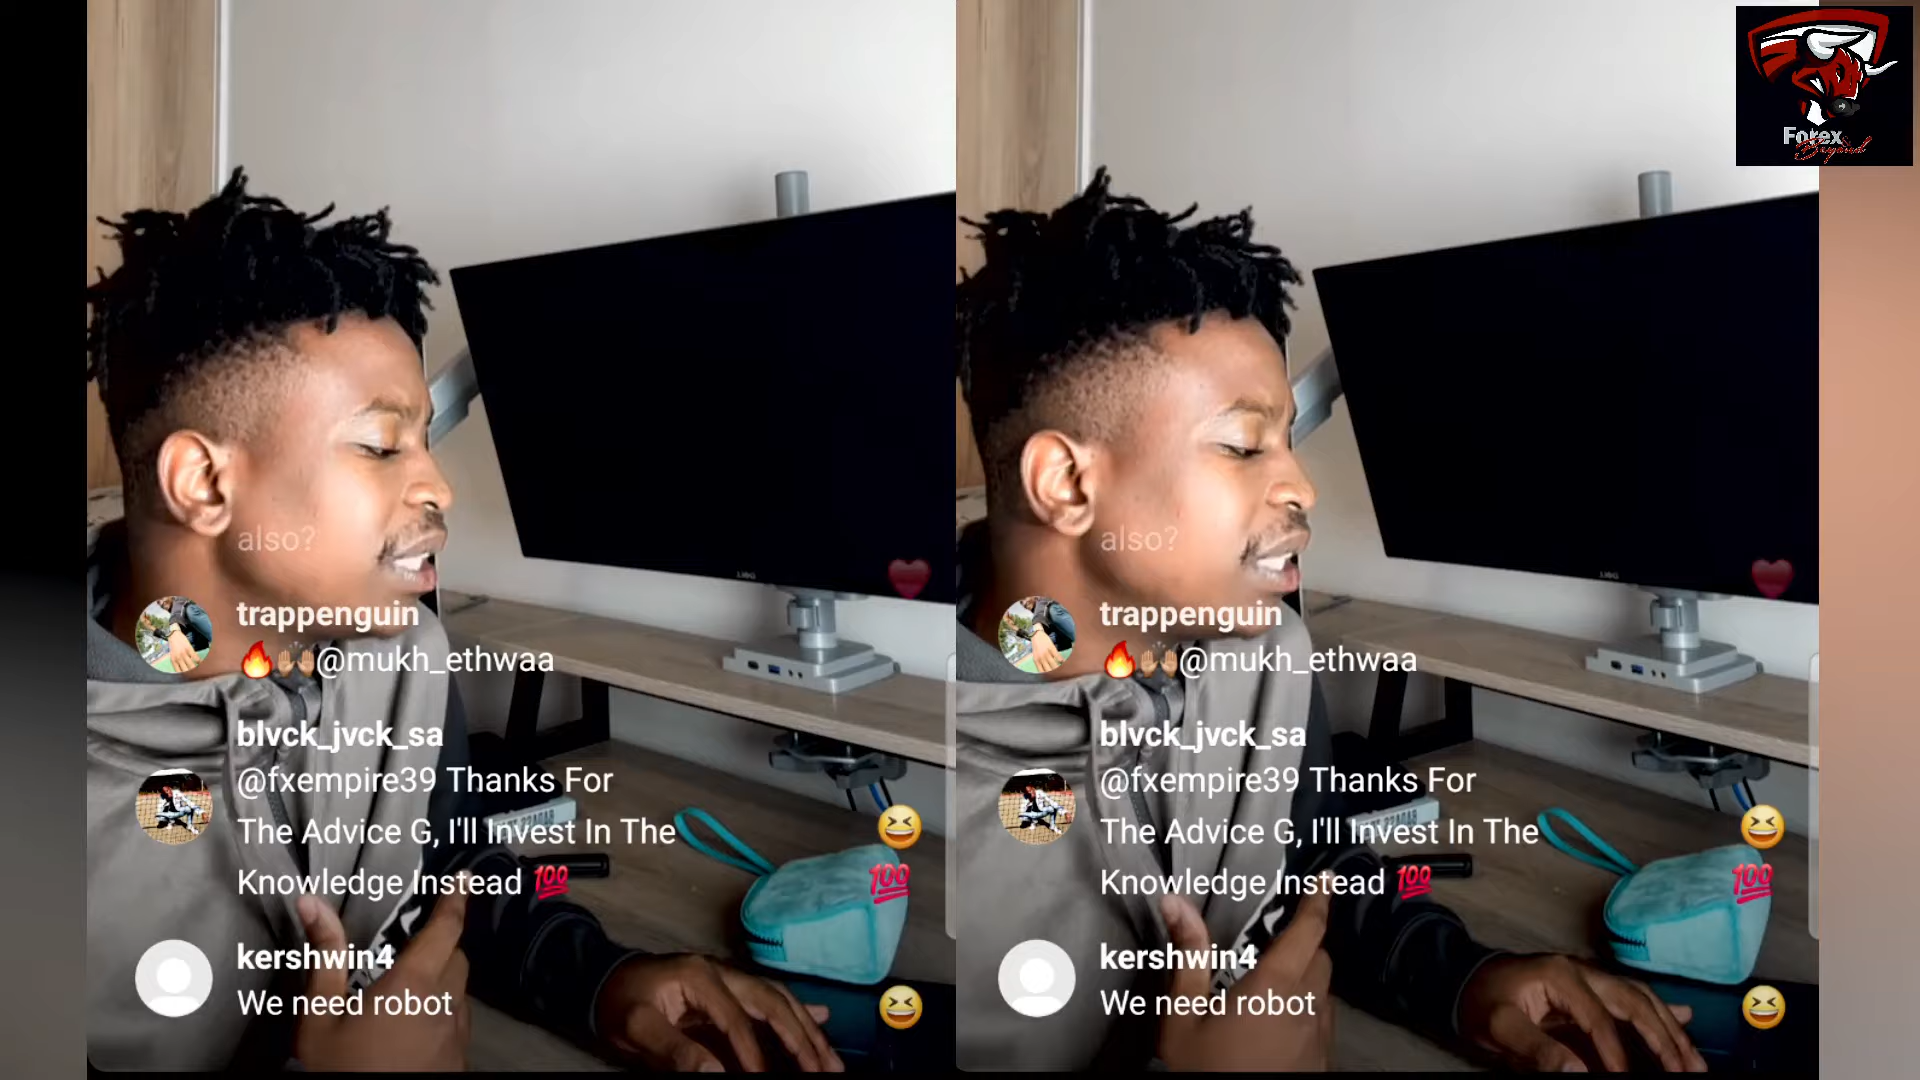 Forex
Beyond
also?
trappenguin
🔥🙌🏽@mukh_ethwaa
blvck_jvck_sa
@fxempire39 Thanks For
The Advice G, I'll Invest In The
Knowledge Instead 💯
kershwin4
We need robot
also?
trappenguin
🔥🙌🏽@mukh_ethwaa
blvck_jvck_sa
@fxempire39 Thanks For
The Advice G, I'll Invest In The
Knowledge Instead 💯
kershwin4
We need robot